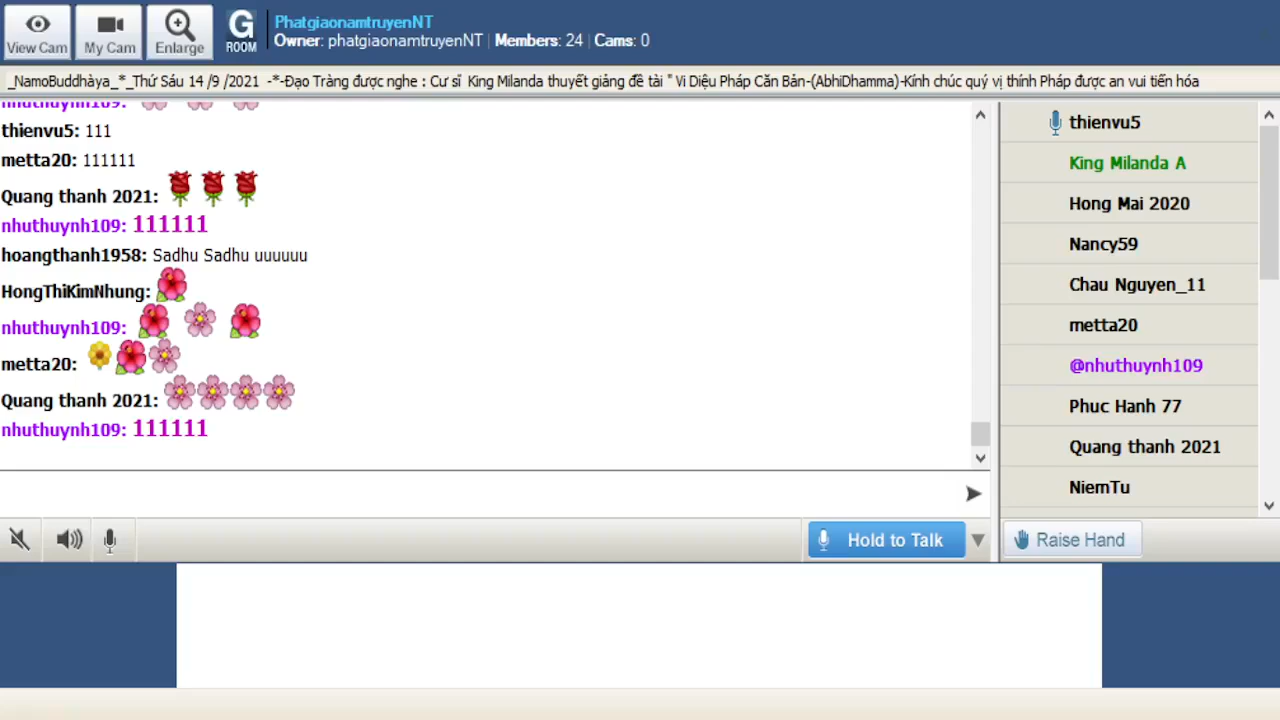 View Cam
My Cam
Enlarge
G
ROOM
PhatgiaonamtruyenNT
Owner: phatgiaonamtruyenNT | Members: 24 | Cams: 0
_NamoBuddhàya_*_Thứ Sáu 14 /9 /2021 -*-Đạo Tràng được nghe : Cư sĩ King Milanda thuyết giảng đề tài " Vi Diệu Pháp Căn Bản-(AbhiDhamma)-Kính chúc quý vị thính Pháp được an vui tiến hóa
nhuthuynh109:
thienvu5: 111
metta20: 111111
Quang thanh 2021:
nhuthuynh109: 111111
hoangthanh1958: Sadhu Sadhu uuuuuu
HongThiKimNhung:
nhuthuynh109:
metta20:
Quang thanh 2021:
nhuthuynh109: 111111
thienvu5
King Milanda A
Hong Mai 2020
Nancy59
Chau Nguyen_11
metta20
@nhuthuynh109
Phuc Hanh 77
Quang thanh 2021
NiemTu
Hold to Talk
Raise Hand